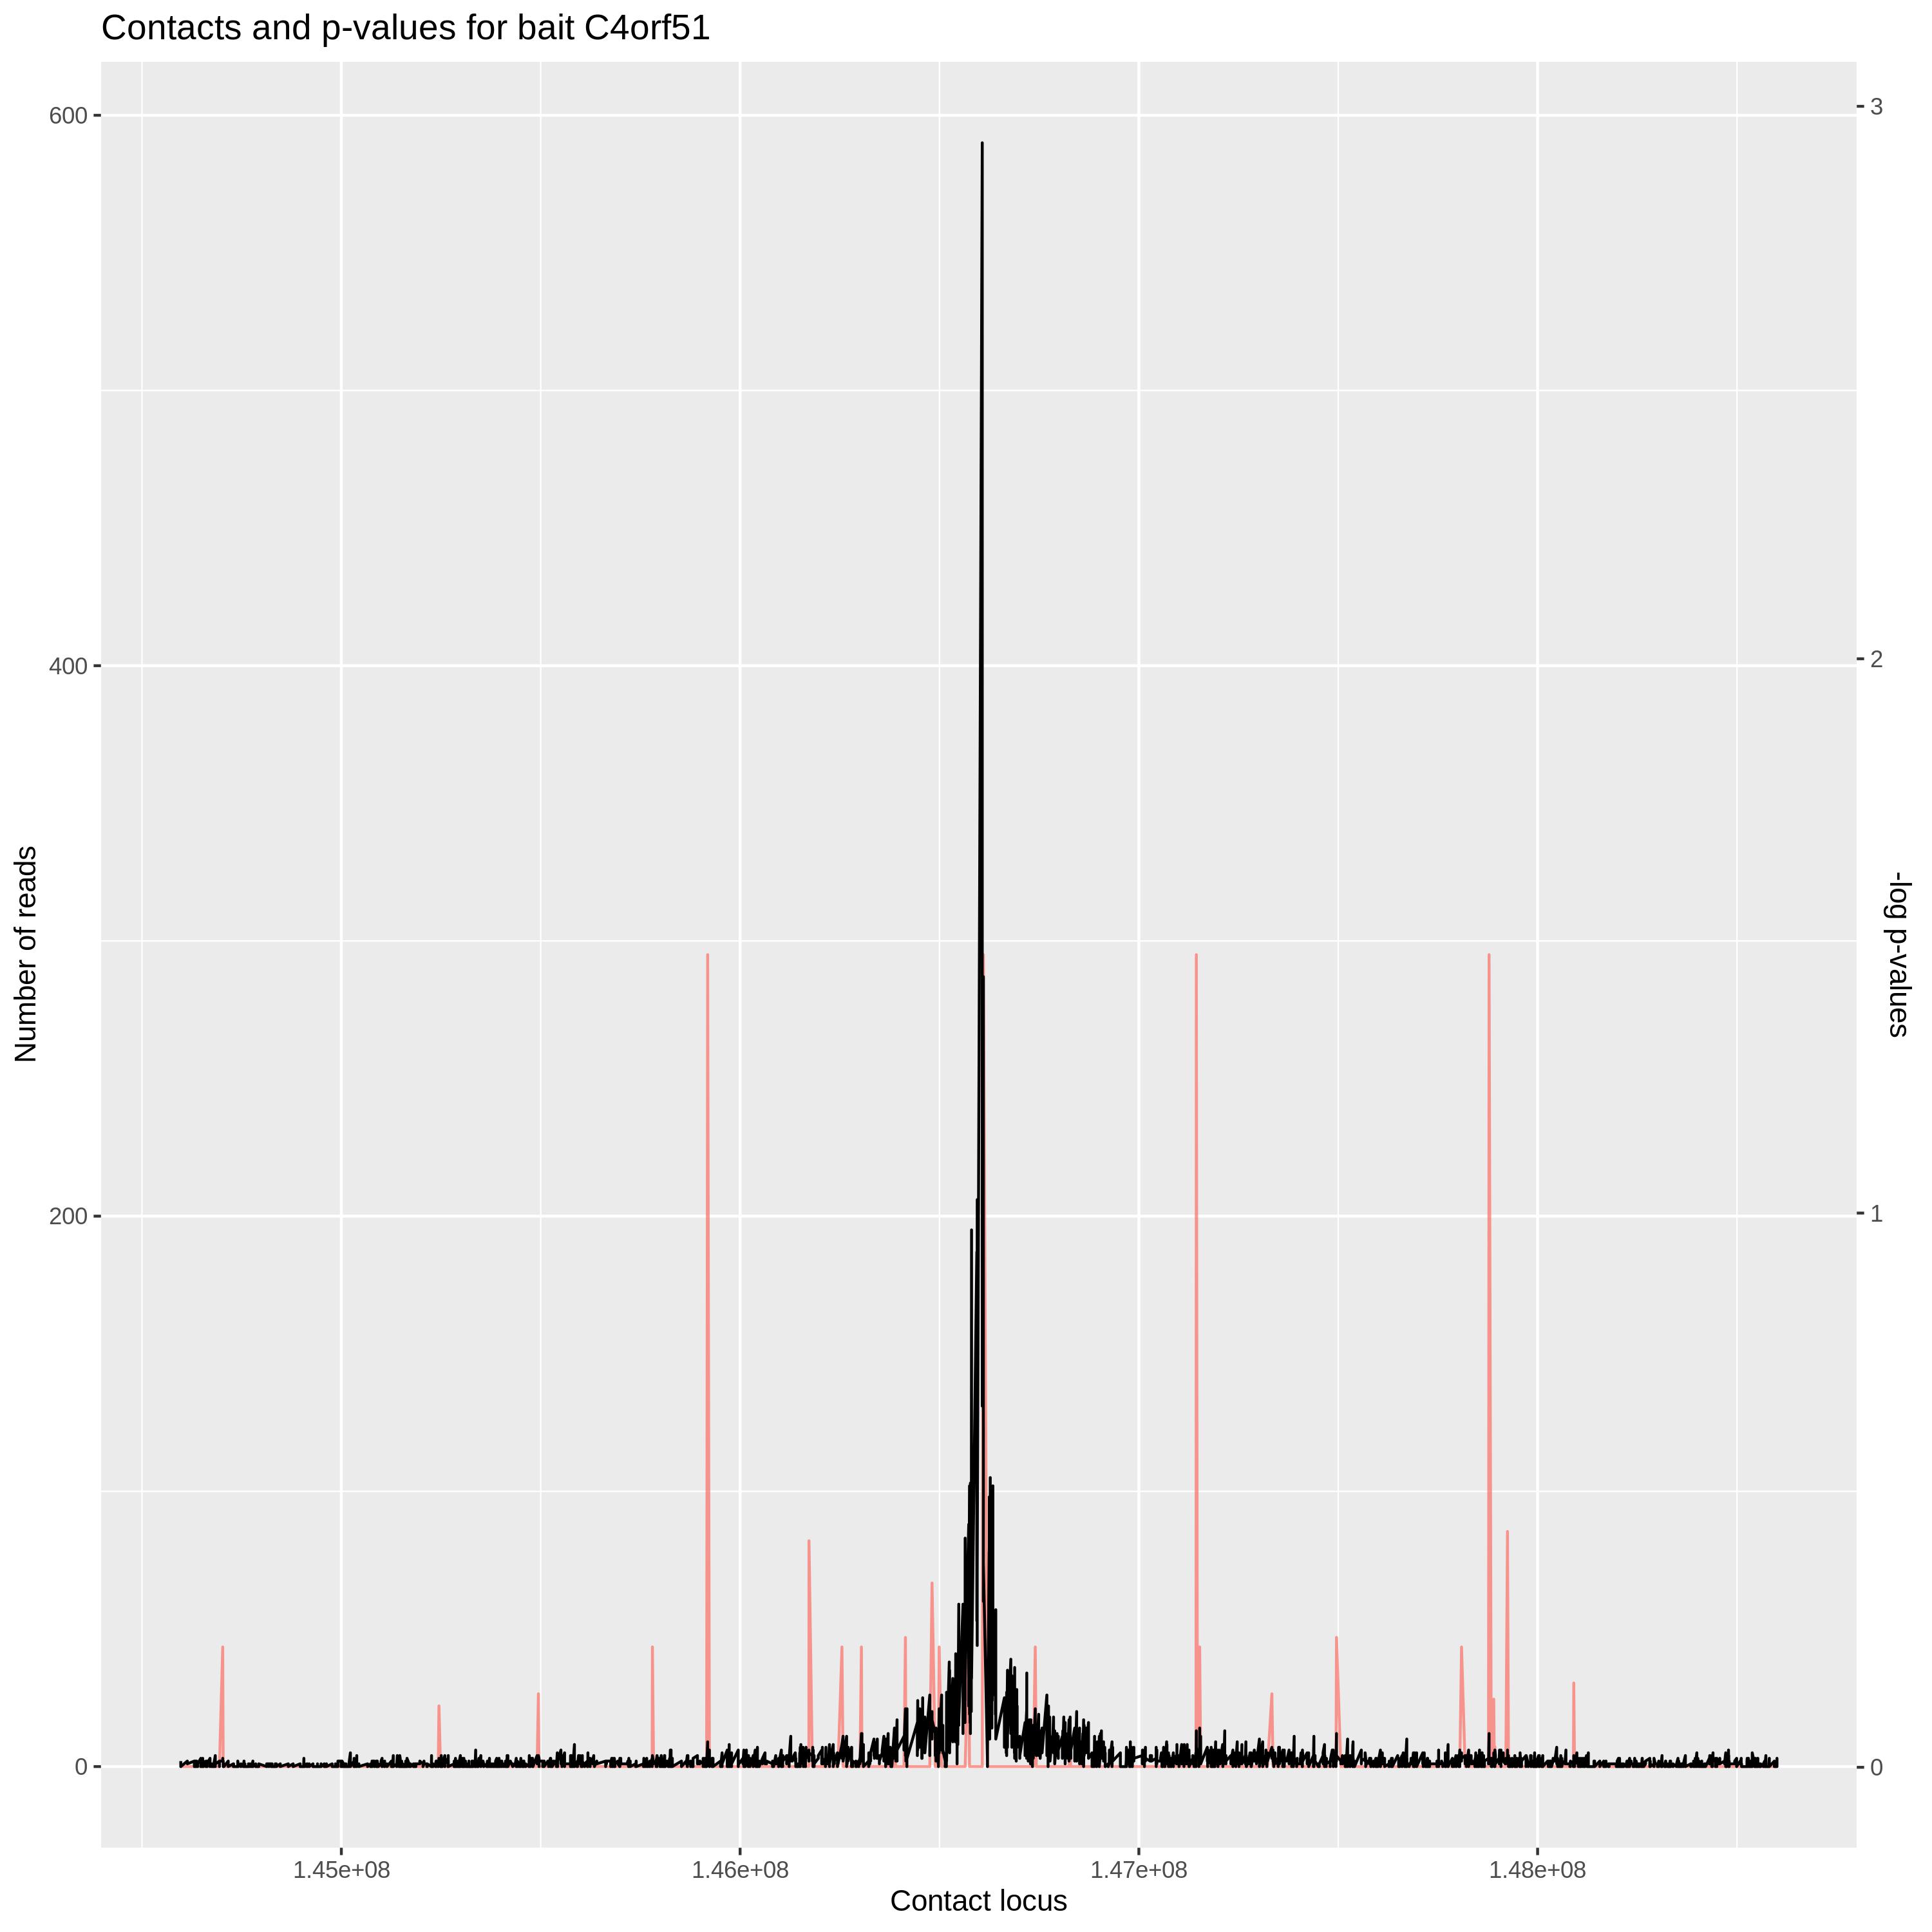 Contacts and p-values for bait C4orf51
600
400
200
0
Number of reads
3
2
1
0
-log p-values
1.45e+08
1.46e+08
1.47e+08
1.48e+08
Contact locus